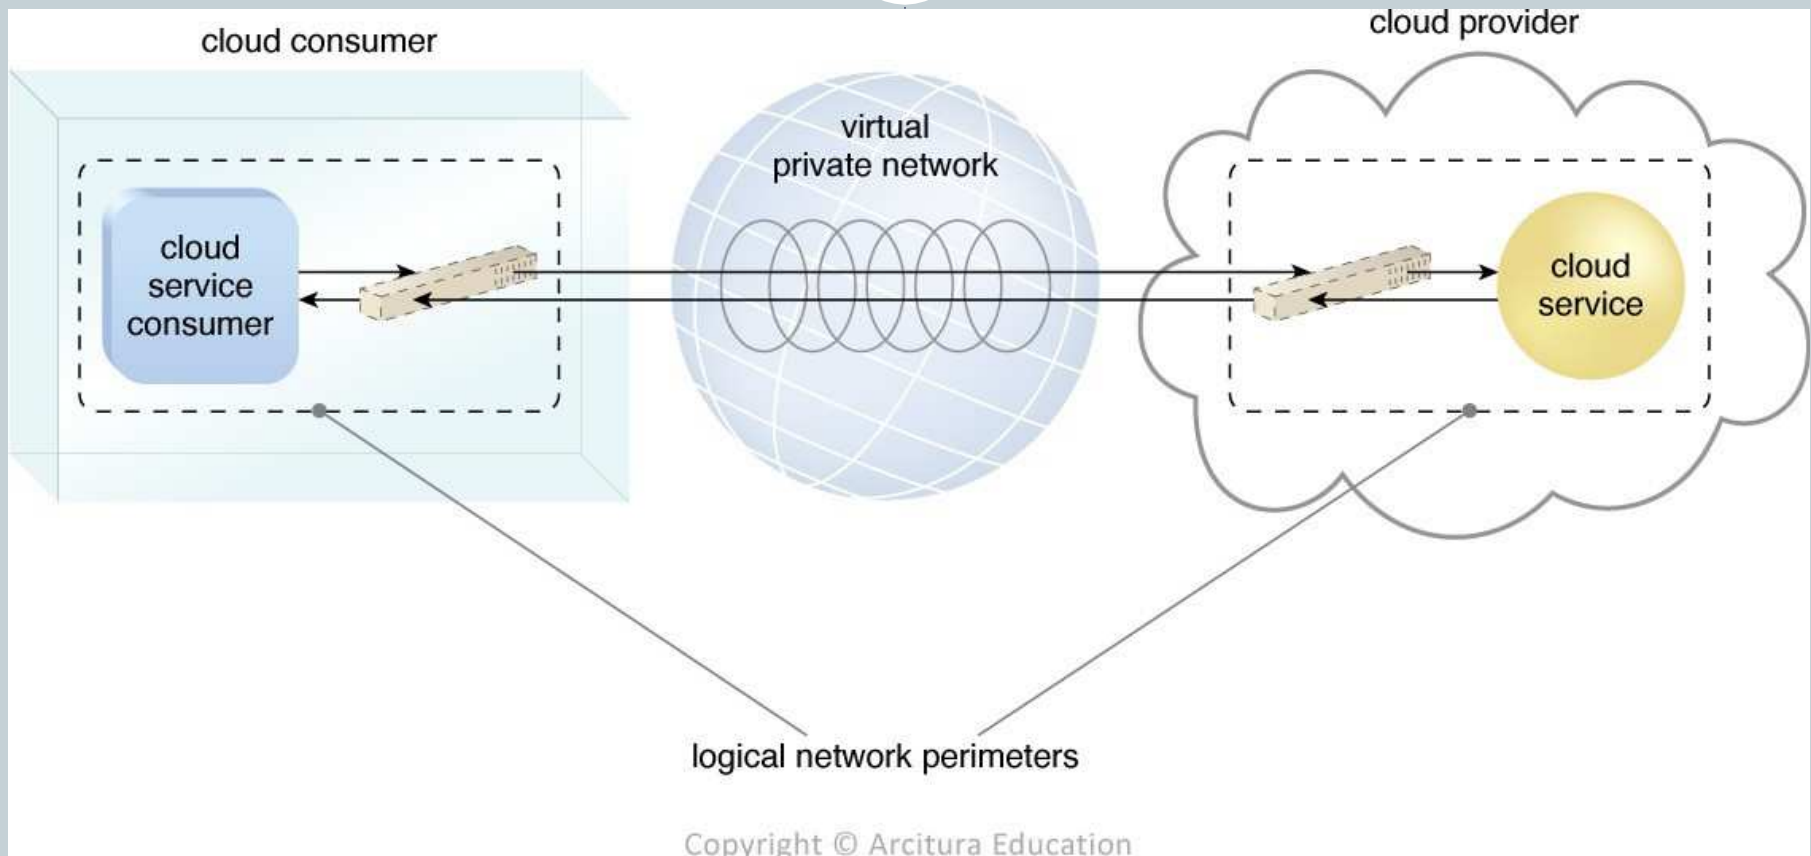 cloud consumer
cloud provider
virtual
private network
cloud
service
consumer
cloud
service
logical network perimeters
Copyright © Arcitura Education